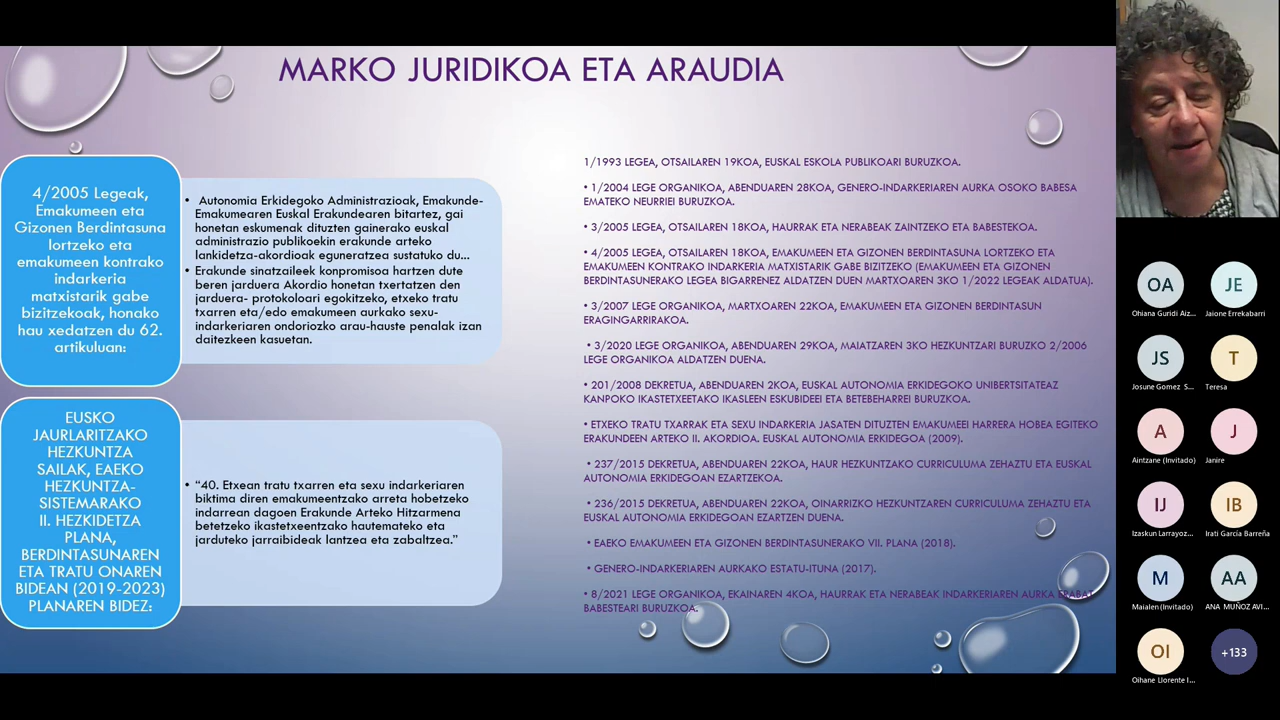 MARKO JURIDIKOA ETA ARAUDIA
4/2005 Legeak,
Emakumeen eta
Gizonen Berdintasuna
lortzeko eta
emakumeen kontrako
indarkeria
matxistarik gabe
bizitzekoak, honako
hau xedatzen du 62.
artikuluan:
• Autonomia Erkidegoko Administrazioak, Emakunde-
Emakumearen Euskal Erakundearen bitartez, gai
honetan eskumenak dituzten gainerako euskal
administrazio publikoekin erakunde arteko
lankidetza-akordioak eguneratzea sustatuko du...
• Erakunde sinatzaileek konpromisoa hartzen dute
beren jarduera Akordio honetan txertatzen den
jarduera- protokoloari egokitzeko, etxeko tratu
txarren eta/edo emakumeen aurkako sexu-
indarkeriaren ondoriozko arau-hauste penalak izan
daitezkeen kasuetan.
EUSKO
JAURLARITZAKO
HEZKUNTZA
SAILAK, EAEKO
HEZKUNTZA-
SISTEMARAKO
II. HEZKIDETZA
PLANA,
BERDINTASUNAREN
ETA TRATU ONAREN
BIDEAN (2019-2023)
PLANAREN BIDEZ:
• “40. Etxean tratu txarren eta sexu indarkeriaren
biktima diren emakumeentzako arreta hobetzeko
indarrean dagoen Erakunde Arteko Hitzarmena
betetzeko ikastetxeentzako hautemateko eta
jarduteko jarraibideak lantzea eta zabaltzea.”
1/1993 LEGEA, OTSAILAREN 19KOA, EUSKAL ESKOLA PUBLIKOARI BURUZKOA.
• 1/2004 LEGE ORGANIKOA, ABENDUAREN 28KOA, GENERO-INDARKERIAREN AURKA OSOKO BABESA
EMATEKO NEURRIEI BURUZKOA.
• 3/2005 LEGEA, OTSAILAREN 18KOA, HAURRAK ETA NERABEAK ZAINTZEKO ETA BABESTEKOA.
• 4/2005 LEGEA, OTSAILAREN 18KOA, EMAKUMEEN ETA GIZONEN BERDINTASUNA LORTZEKO ETA
EMAKUMEEN KONTRAKO INDARKERIA MATXISTARIK GABE BIZITZEKO (EMAKUMEEN ETA GIZONEN
BERDINTASUNERAKO LEGEA BIGARRENEZ ALDATZEN DUEN MARTXOAREN 3KO 1/2022 LEGEAK ALDATUA).
• 3/2007 LEGE ORGANIKOA, MARTXOAREN 22KOA, EMAKUMEEN ETA GIZONEN BERDINTASUN
ERAGINGARRIRAKOA.
• 3/2020 LEGE ORGANIKOA, ABENDUAREN 29KOA, MAIATZAREN 3KO HEZKUNTZARI BURUZKO 2/2006
LEGE ORGANIKOA ALDATZEN DUENA.
• 201/2008 DEKRETUA, ABENDUAREN 2KOA, EUSKAL AUTONOMIA ERKIDEGOKO UNIBERTSITATEAZ
KANPOKO IKASTETXEETAKO IKASLEEN ESKUBIDEEI ETA BETEBEHARREI BURUZKOA.
• ETXEKO TRATU TXARRAK ETA SEXU INDARKERIA JASATEN DITUZTEN EMAKUMEEI HARRERA HOBEA EGITEKO
ERAKUNDEEN ARTEKO II. AKORDIOA. EUSKAL AUTONOMIA ERKIDEGOA (2009).
• 237/2015 DEKRETUA, ABENDUAREN 22KOA, HAUR HEZKUNTZAKO CURRICULUMA ZEHAZTU ETA EUSKAL
AUTONOMIA ERKIDEGOAN EZARTZEKOA.
• 236/2015 DEKRETUA, ABENDUAREN 22KOA, OINARRIZKO HEZKUNTZAREN CURRICULUMA ZEHAZTU ETA
EUSKAL AUTONOMIA ERKIDEGOAN EZARTZEN DUENA.
• EAEKO EMAKUMEEN ETA GIZONEN BERDINTASUNERAKO VII. PLANA (2018).
• GENERO-INDARKERIAREN AURKAKO ESTATU-ITUNA (2017).
• 8/2021 LEGE ORGANIKOA, EKAINAREN 4KOA, HAURRAK ETA NERABEAK INDARKERIAREN AURKA ERABAT
BABESTEARI BURUZKOA.
OA JE
Ohiana Guridi Aiz... Jaione Errekabarri
JS T
Josune Gomez S... Teresa
A J
Aintzane (Invitado) Janire
IJ IB
Izaskun Larrayoz... Irati García Barreña
M AA
Maialen (Invitado) ANA MUÑOZ AVI...
OI +133
Oihane Llorente I...